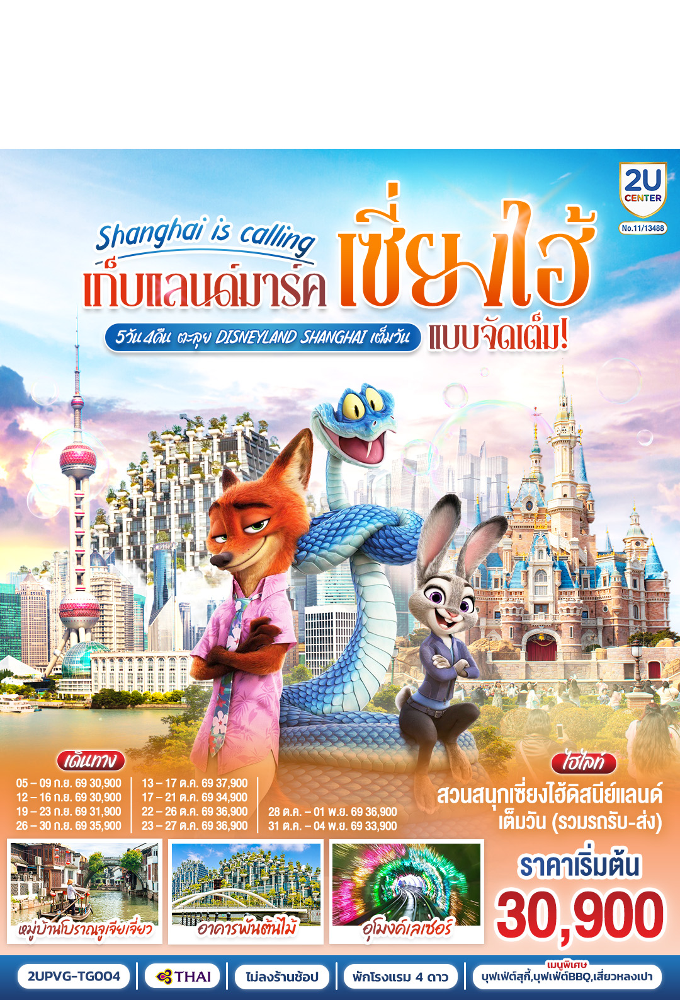 2U
CENTER
No.11/13488
Shanghai is calling
เก็บแลนด์มาร์ค เซี่ยงไฮ้
5วัน 4คืน ตะลุย DISNEYLAND SHANGHAI เต็มวัน
แบบจัดเต็ม!
เดินทาง
05 – 09 ก.ย. 69 30,900
12 – 16 ก.ย. 69 30,900
19 – 23 ก.ย. 69 31,900
26 – 30 ก.ย. 69 35,900
13 – 17 ต.ค. 69 37,900
17 – 21 ต.ค. 69 34,900
22 – 26 ต.ค. 69 36,900
23 – 27 ต.ค. 69 36,900
28 ต.ค. – 01 พ.ย. 69 36,900
31 ต.ค. – 04 พ.ย. 69 33,900
ไฮไลท์
สวนสนุกเซี่ยงไฮ้ดิสนีย์แลนด์
เต็มวัน (รวมรถรับ-ส่ง)
หมู่บ้านโบราณจูเจียเจี่ยว
อาคารพันต้นไม้
อุโมงค์เลเซอร์
ราคาเริ่มต้น
30,900
2UPVG-TG004
THAI
ไม่ลงร้านช้อป
พักโรงแรม 4 ดาว
เมนูพิเศษ
บุฟเฟ่ต์สุกี้,บุฟเฟ่ต์BBQ,เสี่ยวหลงเปา